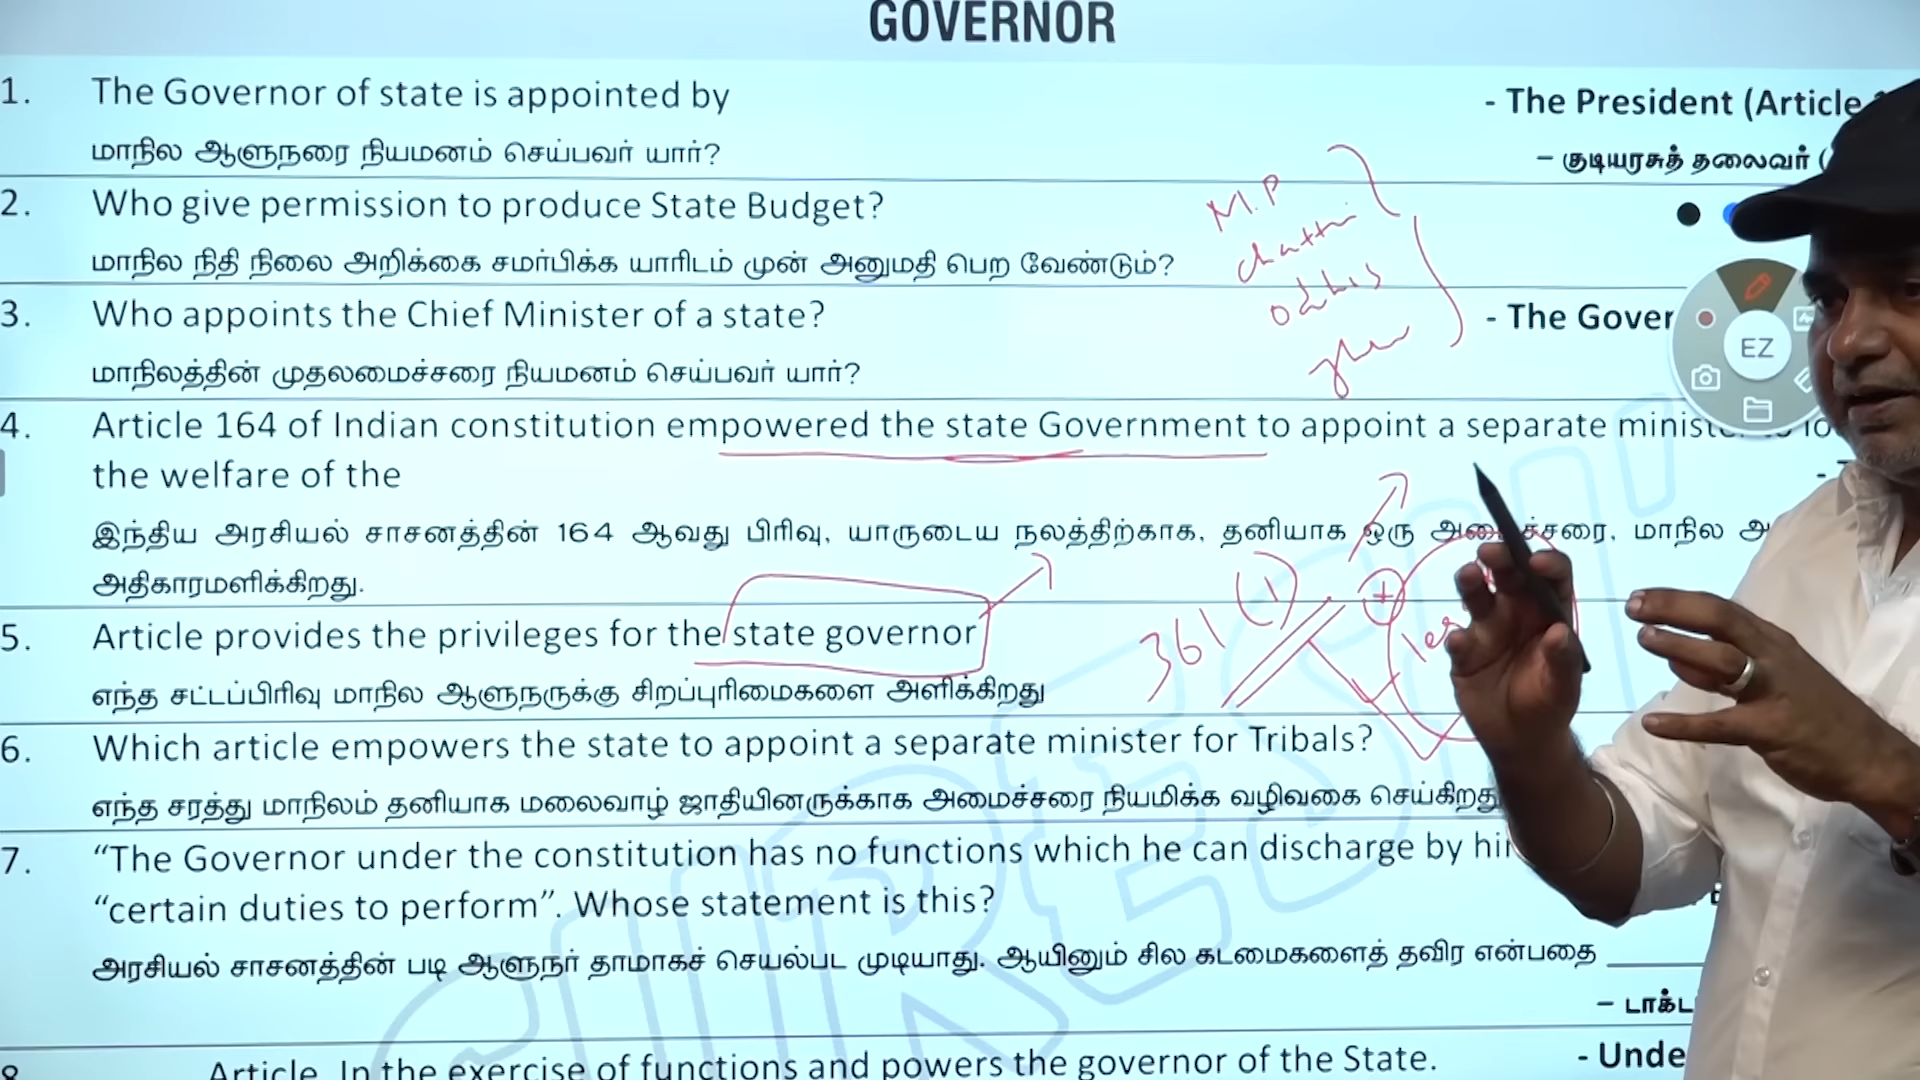 GOVERNOR
1. The Governor of state is appointed by - The President (Article
மாநில ஆளுநரை நியமனம் செய்பவர் யார்? – குடியரசுத் தலைவர் (
2. Who give permission to produce State Budget?
மாநில நிதி நிலை அறிக்கை சமர்பிக்க யாரிடம் முன் அனுமதி பெற வேண்டும்?
M.P
3. Who appoints the Chief Minister of a state? - The Gover
EZ
மாநிலத்தின் முதலமைச்சரை நியமனம் செய்பவர் யார்?
4. Article 164 of Indian constitution empowered the state Government to appoint a separate minist
the welfare of the
இந்திய அரசியல் சாசனத்தின் 164 ஆவது பிரிவு, யாருடைய நலத்திற்காக, தனியாக ஒரு அமைச்சரை, மாநில அ
அதிகாரமளிக்கிறது.
361 (1)
5. Article provides the privileges for the state governor
எந்த சட்டப்பிரிவு மாநில ஆளுநருக்கு சிறப்புரிமைகளை அளிக்கிறது
6. Which article empowers the state to appoint a separate minister for Tribals?
எந்த சரத்து மாநிலம் தனியாக மலைவாழ் ஜாதியினருக்காக அமைச்சரை நியமிக்க வழிவகை செய்கிறது
7. “The Governor under the constitution has no functions which he can discharge by hi
“certain duties to perform”. Whose statement is this?
அரசியல் சாசனத்தின் படி ஆளுநர் தாமாகச் செயல்பட முடியாது. ஆயினும் சில கடமைகளைத் தவிர என்பதை
– டாக்ட
8 Article. In the exercise of functions and powers the governor of the State. - Unde